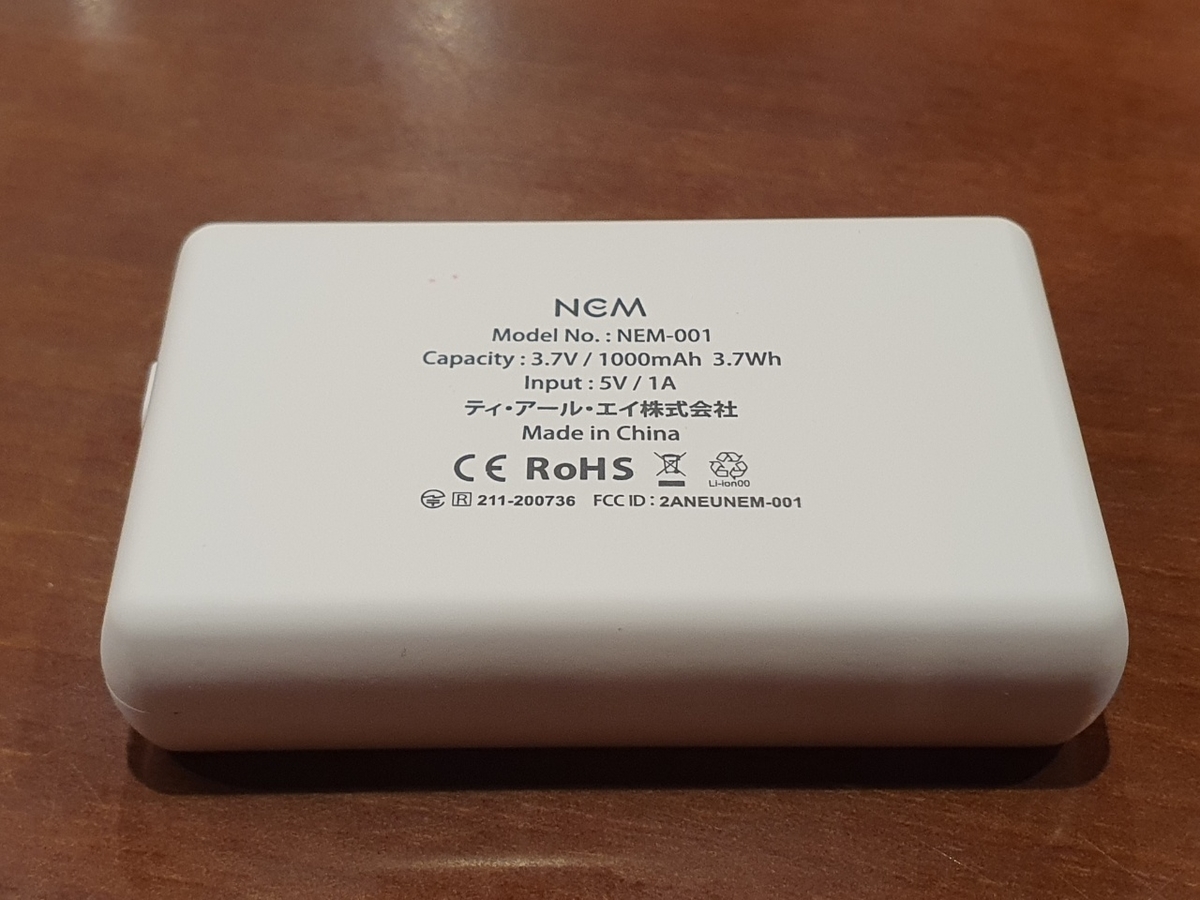 NEM
Model No. : NEM-001
Capacity : 3.7V / 1000mAh 3.7Wh
Input : 5V / 1A
ティ・アール・エイ株式会社
Made in China
CE RoHS Li-ion00
R 211-200736 FCC ID : 2ANEUNEM-001